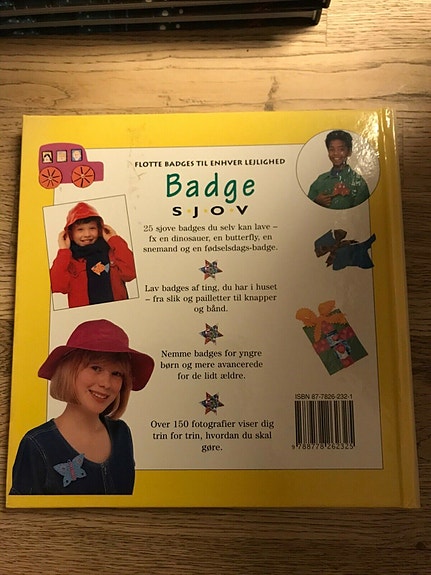 FLOTTE BADGES TIL ENHVER LEJLIGHED
Badge
S·J·O·V
25 sjove badges du selv kan lave –
fx en dinosauer, en butterfly, en
snemand og en fødselsdags-badge.
Lav badges af ting, du har i huset
– fra slik og pailletter til knapper
og bånd.
Nemme badges for yngre
børn og mere avancerede
for de lidt ældre.
Over 150 fotografier viser dig
trin for trin, hvordan du skal
gøre.
ISBN 87-7826-232-1
9 788778 262325